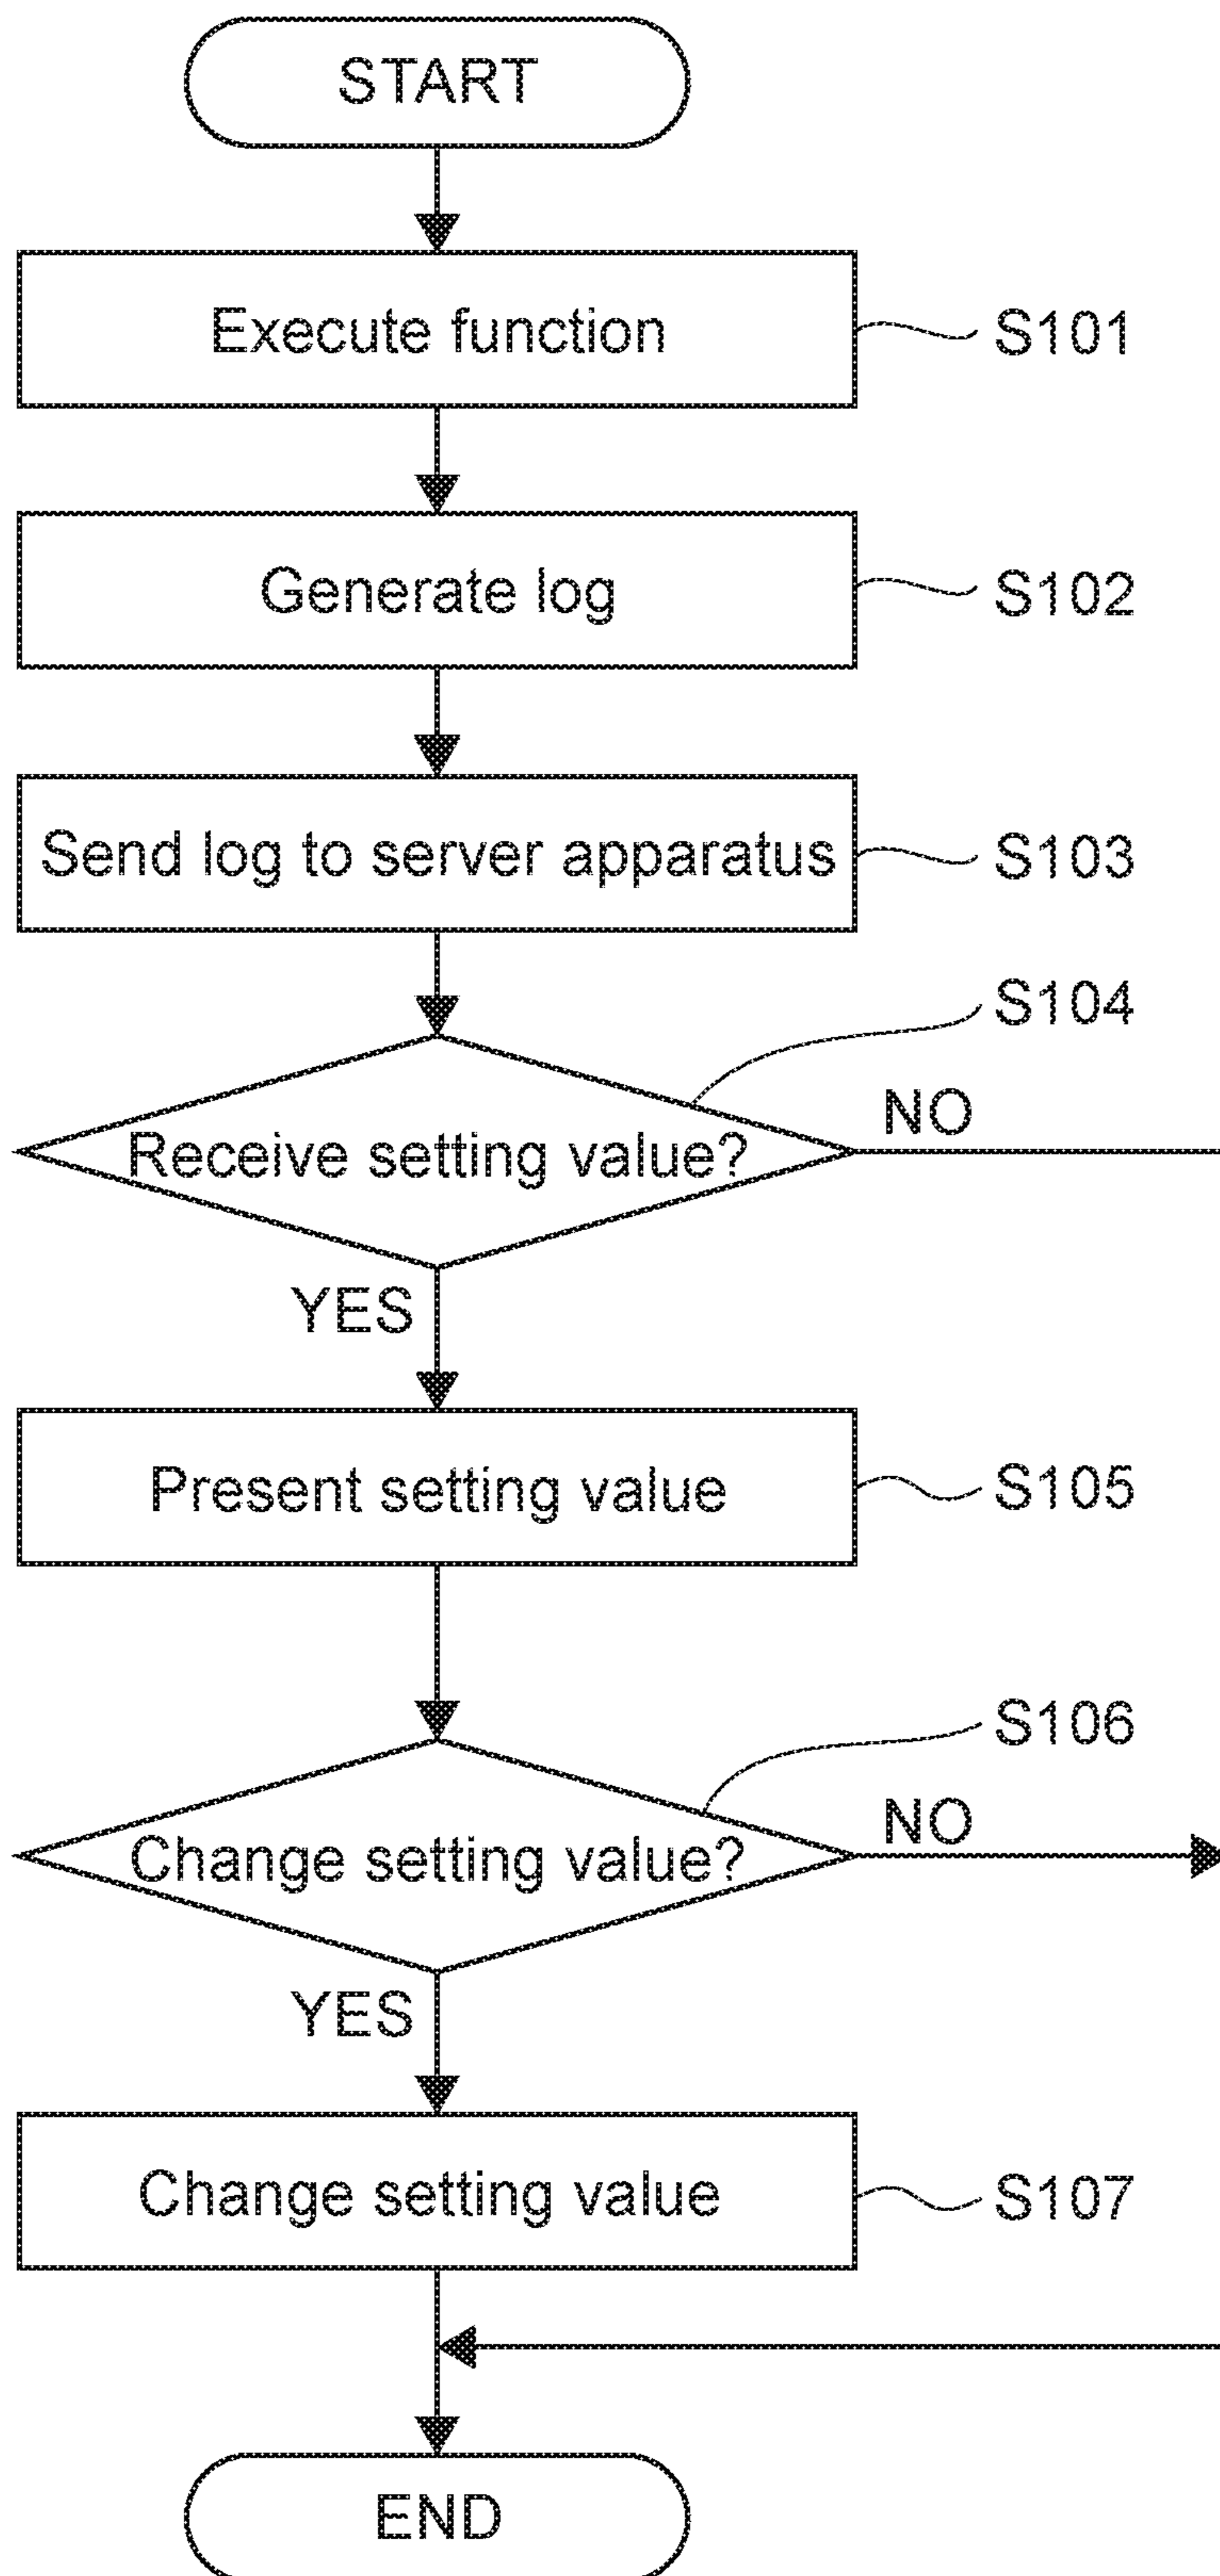 START
Execute function
S101
Generate log
S102
Send log to server apparatus
S103
S104
NO
Receive setting value?
YES
Present setting value
S105
S106
NO
Change setting value?
YES
Change setting value
S107
END